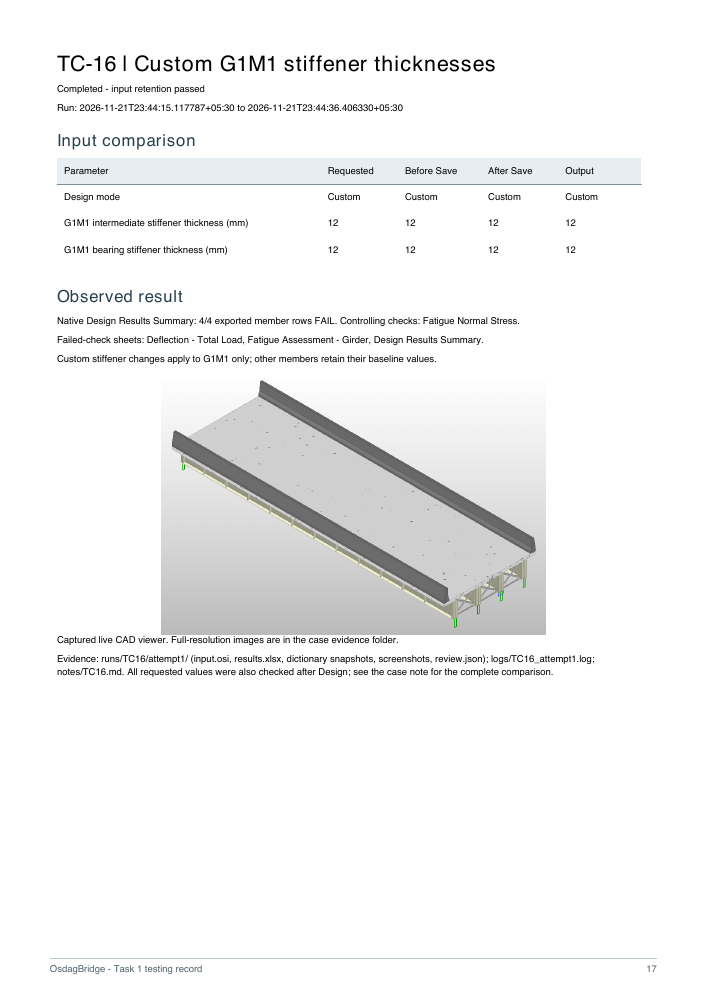 TC-16 | Custom G1M1 stiffener thicknesses
Completed - input retention passed
Run: 2026-11-21T23:44:15.117787+05:30 to 2026-11-21T23:44:36.406330+05:30
Input comparison
Parameter Requested Before Save After Save Output
Design mode Custom Custom Custom Custom
G1M1 intermediate stiffener thickness (mm) 12 12 12 12
G1M1 bearing stiffener thickness (mm) 12 12 12 12
Observed result
Native Design Results Summary: 4/4 exported member rows FAIL. Controlling checks: Fatigue Normal Stress.
Failed-check sheets: Deflection - Total Load, Fatigue Assessment - Girder, Design Results Summary.
Custom stiffener changes apply to G1M1 only; other members retain their baseline values.
Captured live CAD viewer. Full-resolution images are in the case evidence folder.
Evidence: runs/TC16/attempt1/ (input.osi, results.xlsx, dictionary snapshots, screenshots, review.json); logs/TC16_attempt1.log;
notes/TC16.md. All requested values were also checked after Design; see the case note for the complete comparison.
OsdagBridge - Task 1 testing record 17